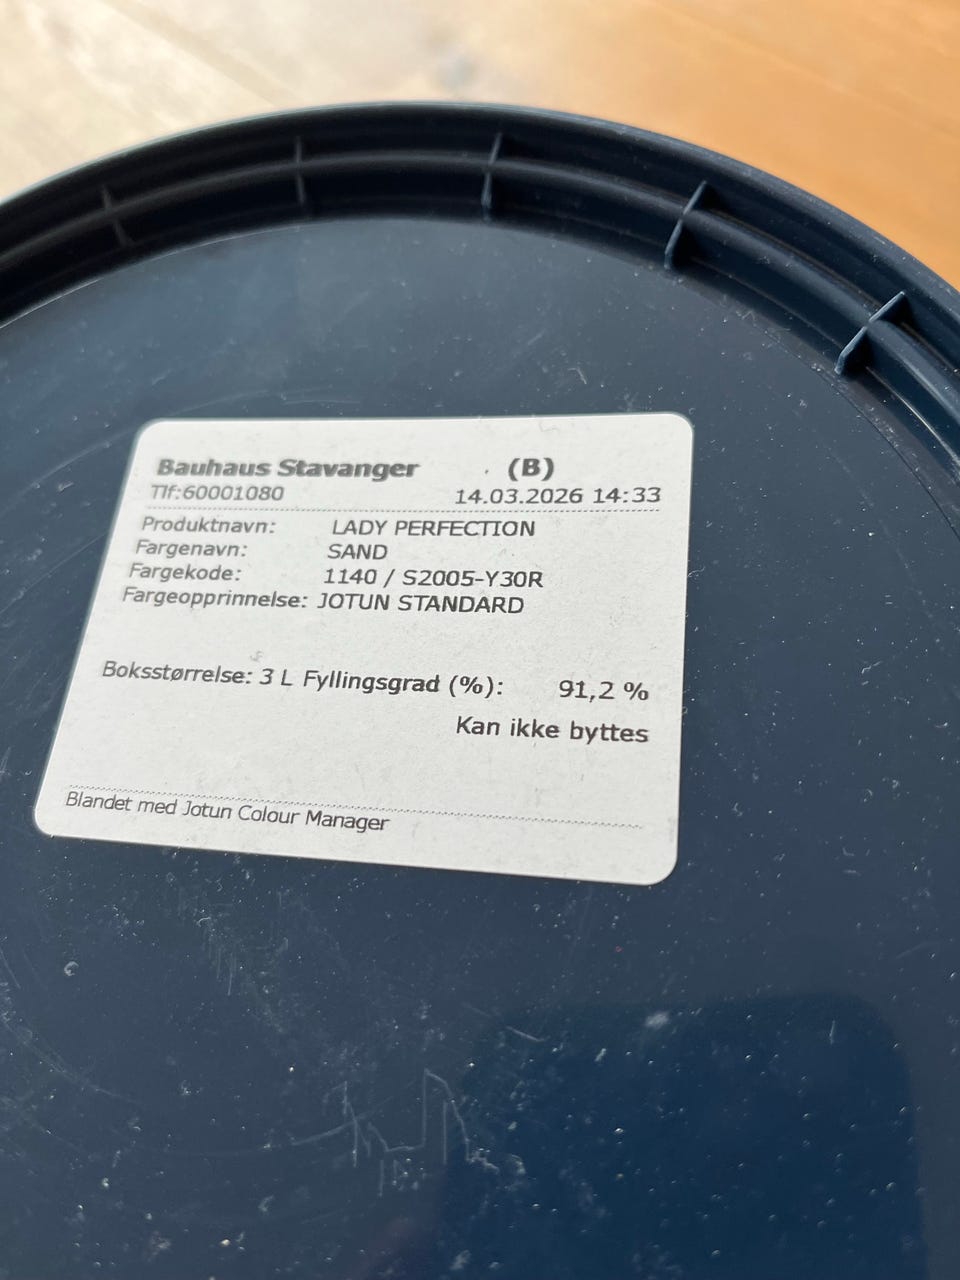 Bauhaus Stavanger (B)
Tlf:60001080 14.03.2026 14:33
Produktnavn: LADY PERFECTION
Fargenavn: SAND
Fargekode: 1140 / S2005-Y30R
Fargeopprinnelse: JOTUN STANDARD
Boksstørrelse: 3 L Fyllingsgrad (%): 91,2 %
Kan ikke byttes
Blandet med Jotun Colour Manager